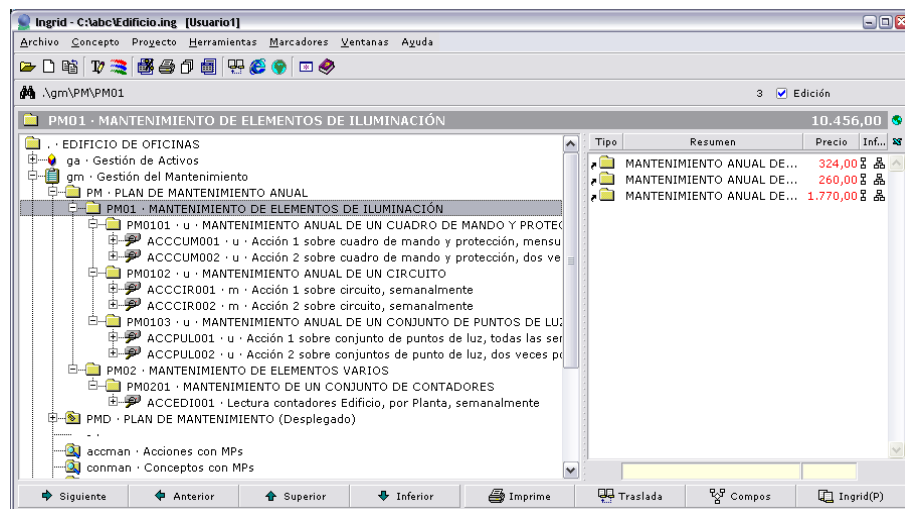 Ingrid - C:\abc\Edificio.ing [Usuario1]
Archivo Concepto Proyecto Herramientas Marcadores Ventanas Ayuda
.\gm\PM\PM01 3 Edición
PM01 · MANTENIMIENTO DE ELEMENTOS DE ILUMINACIÓN 10.456,00
. · EDIFICIO DE OFICINAS
ga · Gestión de Activos
gm · Gestión del Mantenimiento
PM · PLAN DE MANTENIMIENTO ANUAL
PM01 · MANTENIMIENTO DE ELEMENTOS DE ILUMINACIÓN
PM0101 · u · MANTENIMIENTO ANUAL DE UN CUADRO DE MANDO Y PROTEC
ACCCUM001 · u · Acción 1 sobre cuadro de mando y protección, mensu
ACCCUM002 · u · Acción 2 sobre cuadro de mando y protección, dos ve
PM0102 · u · MANTENIMIENTO ANUAL DE UN CIRCUITO
ACCCIR001 · m · Acción 1 sobre circuito, semanalmente
ACCCIR002 · m · Acción 2 sobre circuito, semanalmente
PM0103 · u · MANTENIMIENTO ANUAL DE UN CONJUNTO DE PUNTOS DE LUZ
ACCPUL001 · u · Acción 1 sobre conjunto de puntos de luz, todas las ser
ACCPUL002 · u · Acción 2 sobre conjuntos de punto de luz, dos veces po
PM02 · MANTENIMIENTO DE ELEMENTOS VARIOS
PM0201 · MANTENIMIENTO DE UN CONJUNTO DE CONTADORES
ACCEDI001 · Lectura contadores Edificio, por Planta, semanalmente
PMD · PLAN DE MANTENIMIENTO (Desplegado)
- ·
accman · Acciones con MPs
conman · Conceptos con MPs
Tipo Resumen Precio Inf...
MANTENIMIENTO ANUAL DE... 324,00
MANTENIMIENTO ANUAL DE... 260,00
MANTENIMIENTO ANUAL DE... 1.770,00
Siguiente Anterior Superior Inferior Imprime Traslada Compos Ingrid(P)